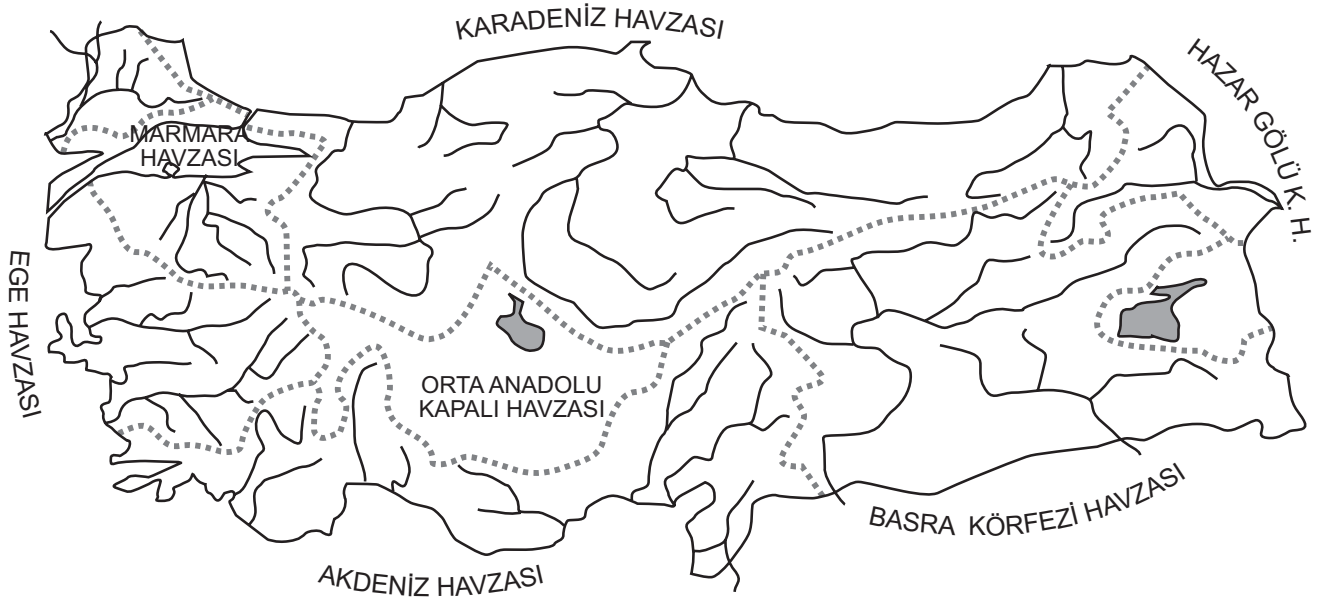 KARADENİZ HAVZASI
HAZAR GÖLÜ K. H.
MARMARA
HAVZASI
EGE HAVZASI
ORTA ANADOLU
KAPALI HAVZASI
BASRA KÖRFEZİ HAVZASI
AKDENİZ HAVZASI